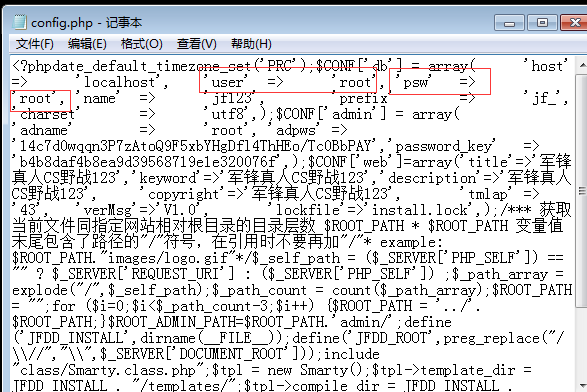 config.php - 记事本
文件(F) 编辑(E) 格式(O) 查看(V) 帮助(H)
<?phpdate_default_timezone_set('PRC');$CONF['db'] = array( 'host'
=> 'localhost', 'user' => 'root', 'psw' =>
'root', 'name' => 'jf123', 'prefix' => 'jf_',
'charset' => 'utf8',);$CONF['admin'] = array(
'adname' => 'root', 'adpws' =>
'14c7d0wqqn3P7zAtoQ9F5xbYHgDfl4ThHEo/TcOBbPAY','password_key' =>
'b4b8daf4b8ea9d39568719e1e320076f',);$CONF['web']=array('title'=>'军锋
真人CS野战123','keyword'=>'军锋真人CS野战123','description'=>'军锋真人
CS野战123', 'copyright'=>'军锋真人CS野战123', 'tmlap' =>
'43', 'verMsg'=>'V1.0', 'lockfile'=>'install.lock',);/*** 获取
当前文件同指定网站相对根目录的目录层数 $ROOT_PATH * $ROOT_PATH 变量值
末尾包含了路径的"/"符号，在引用时不要再加"/"* example:
$ROOT_PATH."images/logo.gif"*/$_self_path = ($_SERVER['PHP_SELF']) ==
"" ? $_SERVER['REQUEST_URI'] : ($_SERVER['PHP_SELF']) ;$_path_array =
explode("/",$_self_path);$_path_count = count($_path_array);$ROOT_PATH
= "";for ($i=0;$i<$_path_count-3;$i++) {$ROOT_PATH = '../'.
$ROOT_PATH;}$ROOT_ADMIN_PATH=$ROOT_PATH.'admin/';define
('JFDD_INSTALL',dirname(__FILE__));define('JFDD_ROOT',preg_replace("/
\\//","\\",$_SERVER['DOCUMENT_ROOT']));include
"class/Smarty.class.php";$tpl = new Smarty();$tpl->template_dir =
JFDD_INSTALL . "/templates/";$tpl->compile_dir = JFDD_INSTALL .